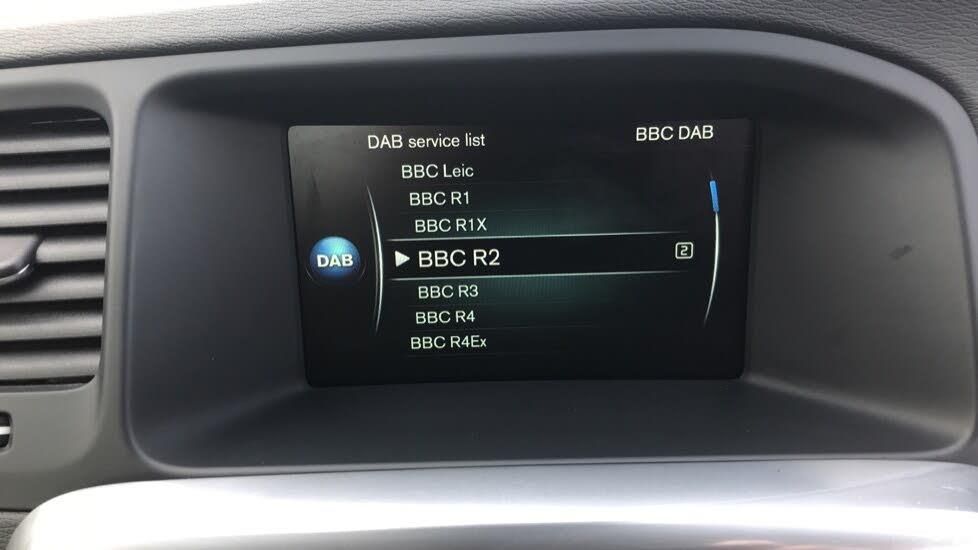 DAB service list
BBC DAB
BBC Leic
BBC R1
BBC R1X
DAB
BBC R2
2
BBC R3
BBC R4
BBC R4Ex